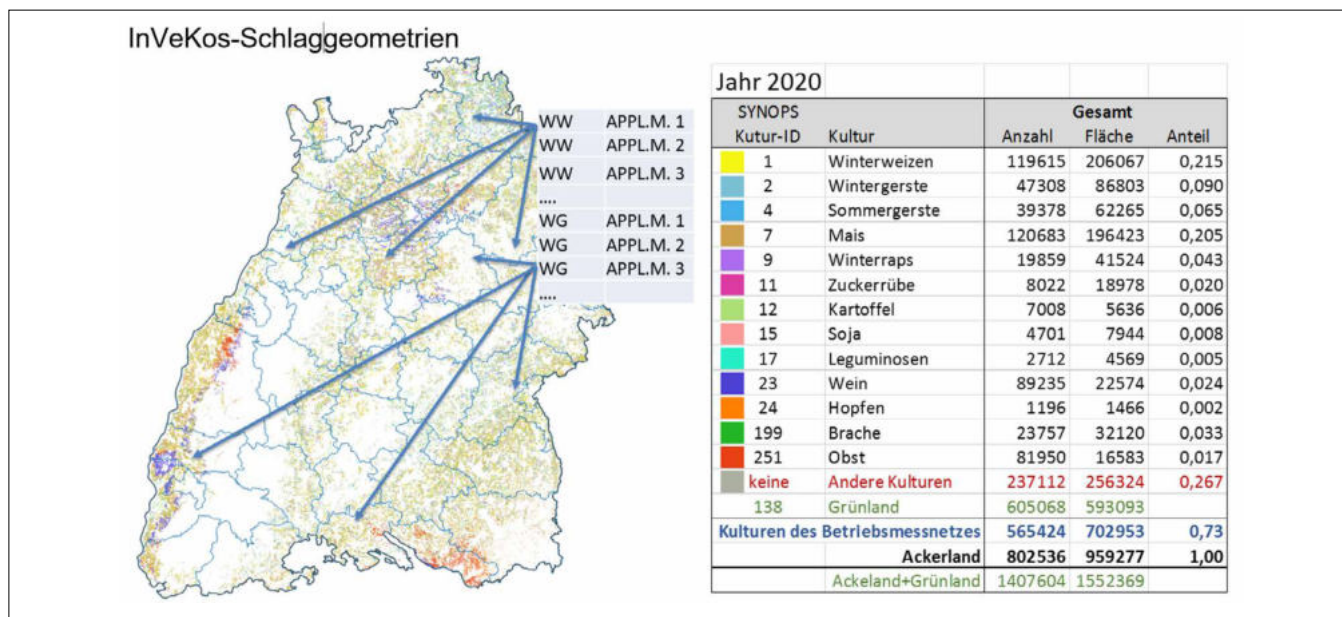 InVeKos-Schlaggeometrien
WW APPL.M. 1
WW APPL.M. 2
WW APPL.M. 3
....
WG APPL.M. 1
WG APPL.M. 2
WG APPL.M. 3
....
Jahr 2020
SYNOPS Gesamt
Kutur-ID Kultur Anzahl Fläche Anteil
1 Winterweizen 119615 206067 0,215
2 Wintergerste 47308 86803 0,090
4 Sommergerste 39378 62265 0,065
7 Mais 120683 196423 0,205
9 Winterraps 19859 41524 0,043
11 Zuckerrübe 8022 18978 0,020
12 Kartoffel 7008 5636 0,006
15 Soja 4701 7944 0,008
17 Leguminosen 2712 4569 0,005
23 Wein 89235 22574 0,024
24 Hopfen 1196 1466 0,002
199 Brache 23757 32120 0,033
251 Obst 81950 16583 0,017
keine Andere Kulturen 237112 256324 0,267
138 Grünland 605068 593093
Kulturen des Betriebsmessnetzes 565424 702953 0,73
Ackerland 802536 959277 1,00
Ackeland+Grünland 1407604 1552369